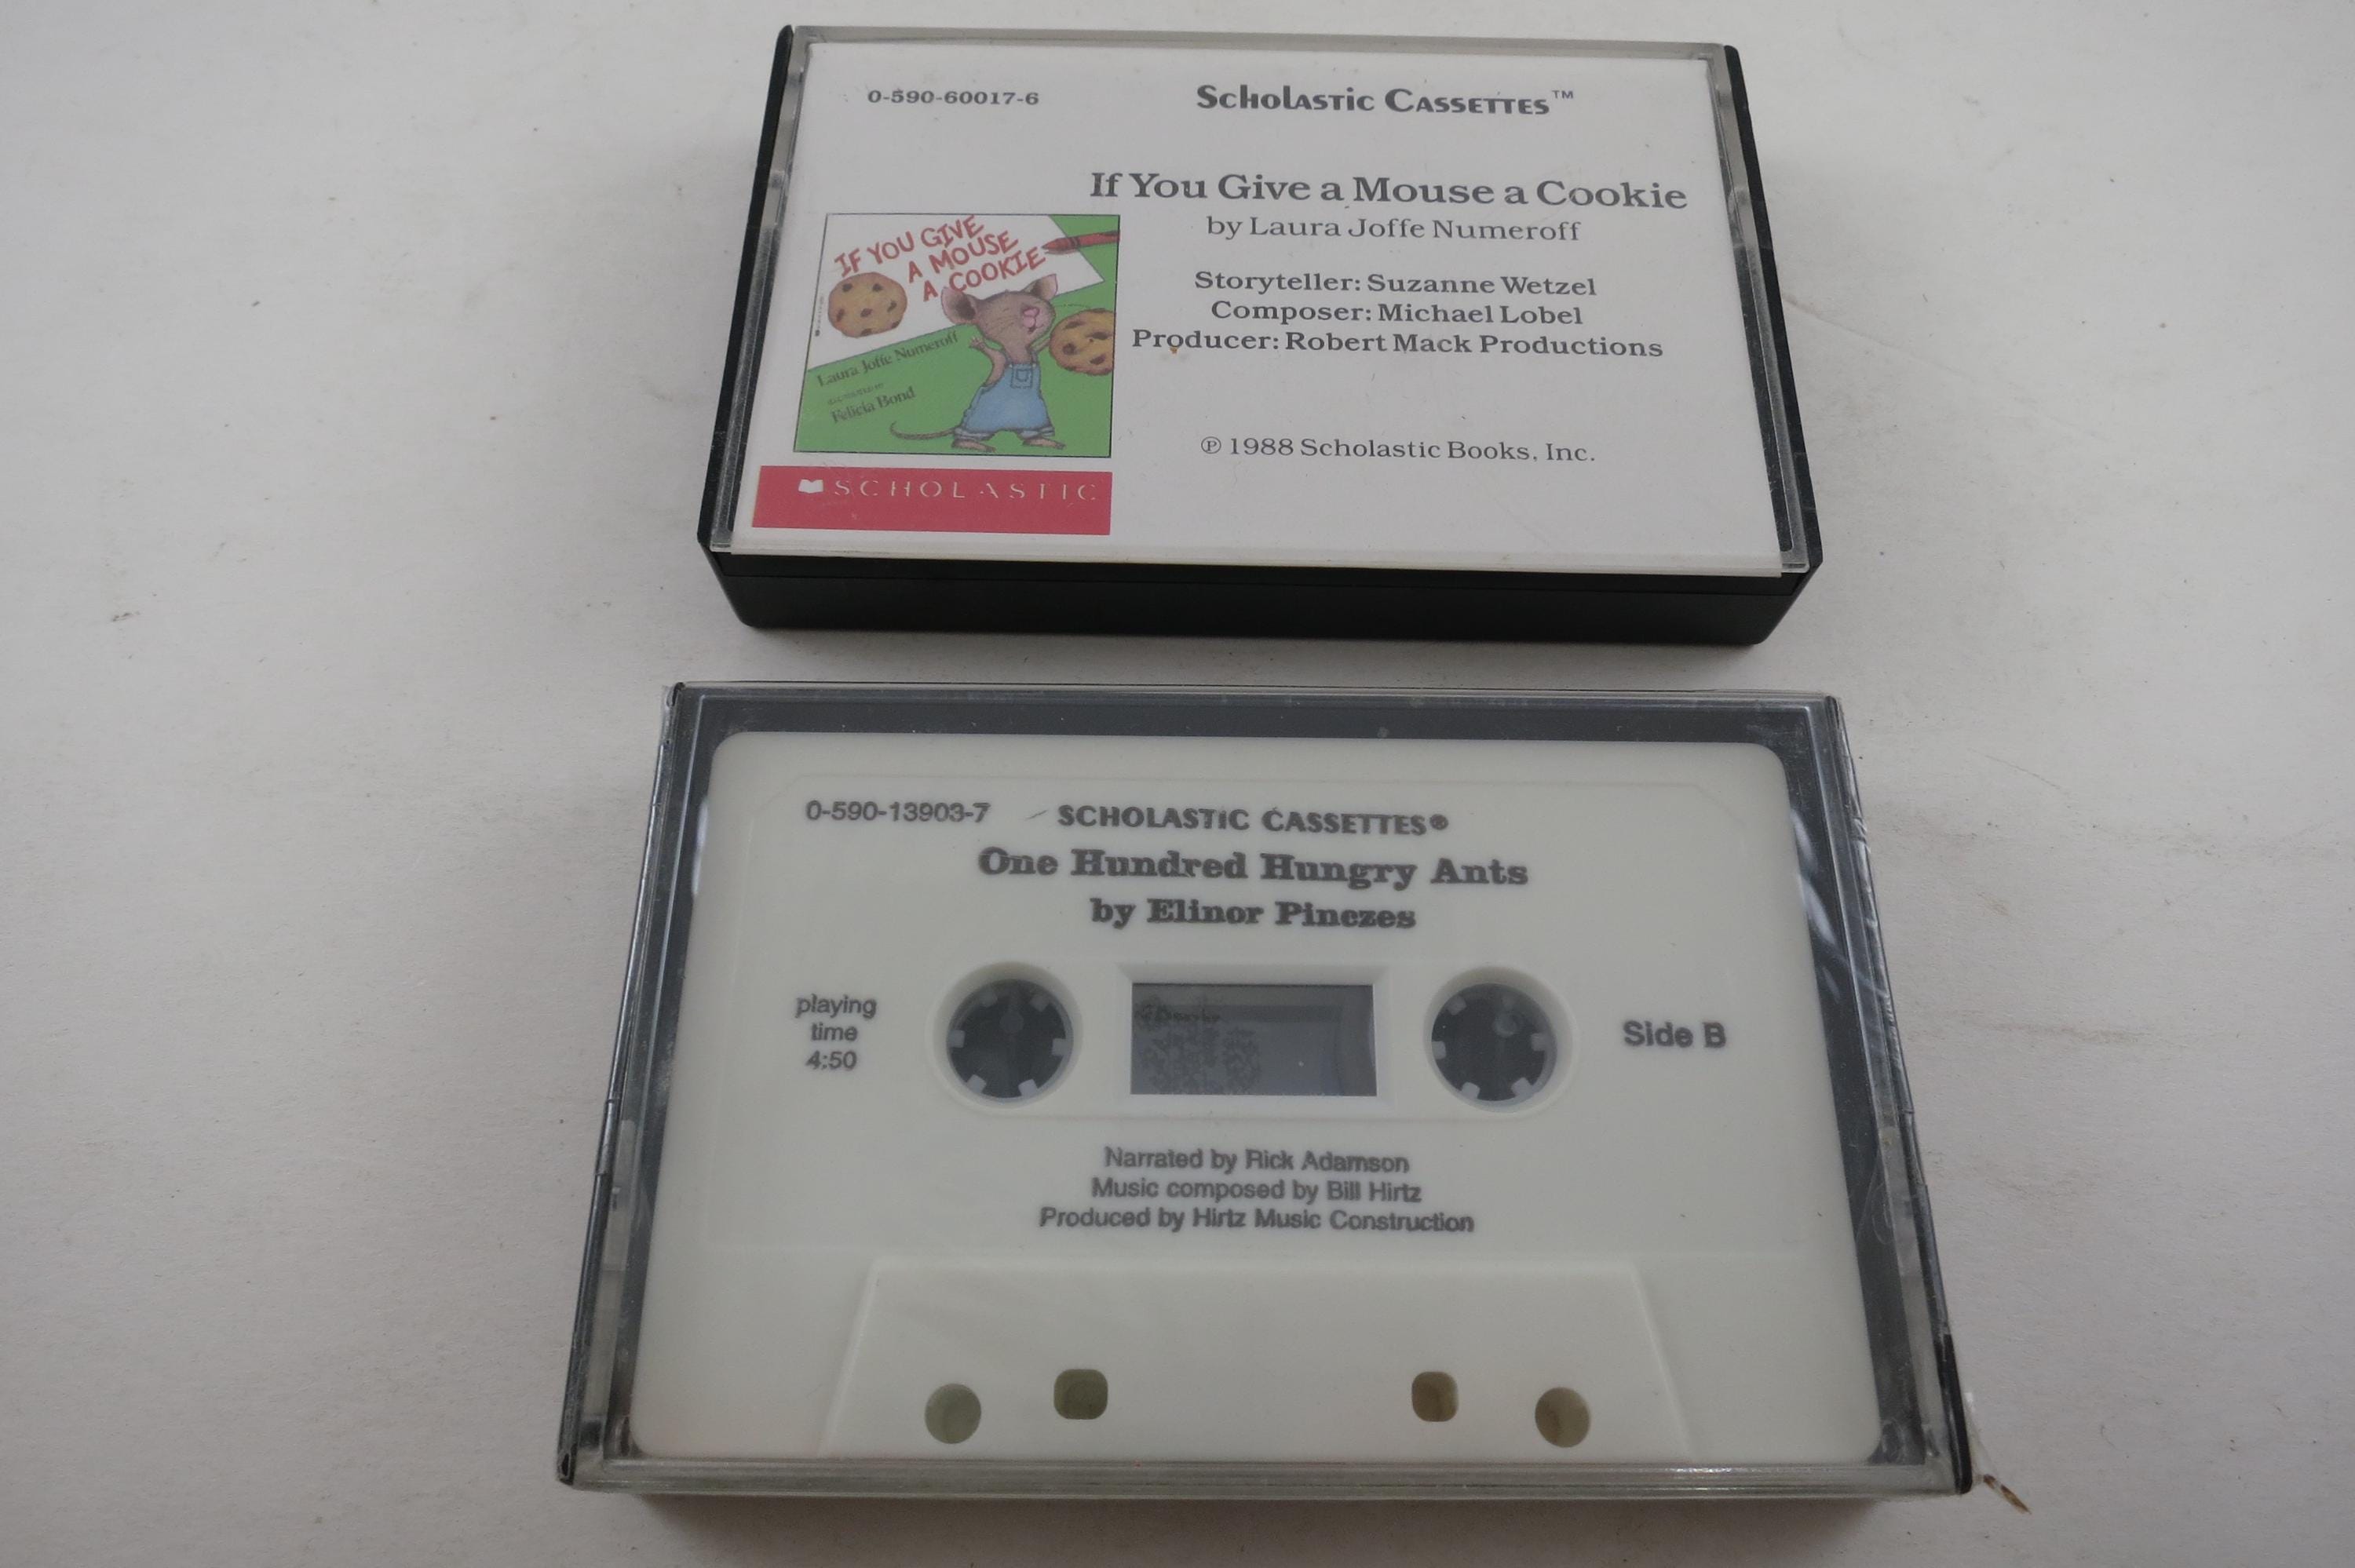 0-590-60017-6
Scholastic Cassettes™
If You Give a Mouse a Cookie
by Laura Joffe Numeroff
Storyteller: Suzanne Wetzel
Composer: Michael Lobel
Producer: Robert Mack Productions
℗ 1988 Scholastic Books, Inc.
IF YOU GIVE
A MOUSE
A COOKIE
Laura Joffe Numeroff
Felicia Bond
SCHOLASTIC
0-590-13903-7
SCHOLASTIC CASSETTES®
One Hundred Hungry Ants
by Elinor Pinczes
playing
time
4:50
Side B
Narrated by Rick Adamson
Music composed by Bill Hirtz
Produced by Hirtz Music Construction